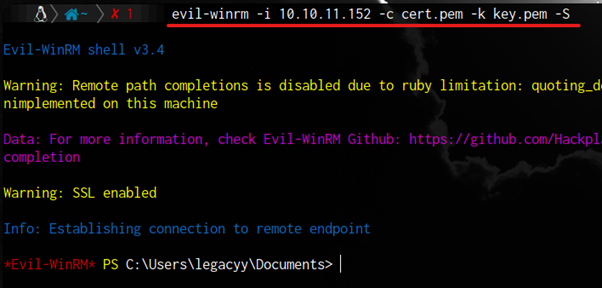 ~ ✗ 1 evil-winrm -i 10.10.11.152 -c cert.pem -k key.pem -S
Evil-WinRM shell v3.4
Warning: Remote path completions is disabled due to ruby limitation: quoting_de
nimplemented on this machine
Data: For more information, check Evil-WinRM Github: https://github.com/Hackpl
completion
Warning: SSL enabled
Info: Establishing connection to remote endpoint
*Evil-WinRM* PS C:\Users\legacyy\Documents>